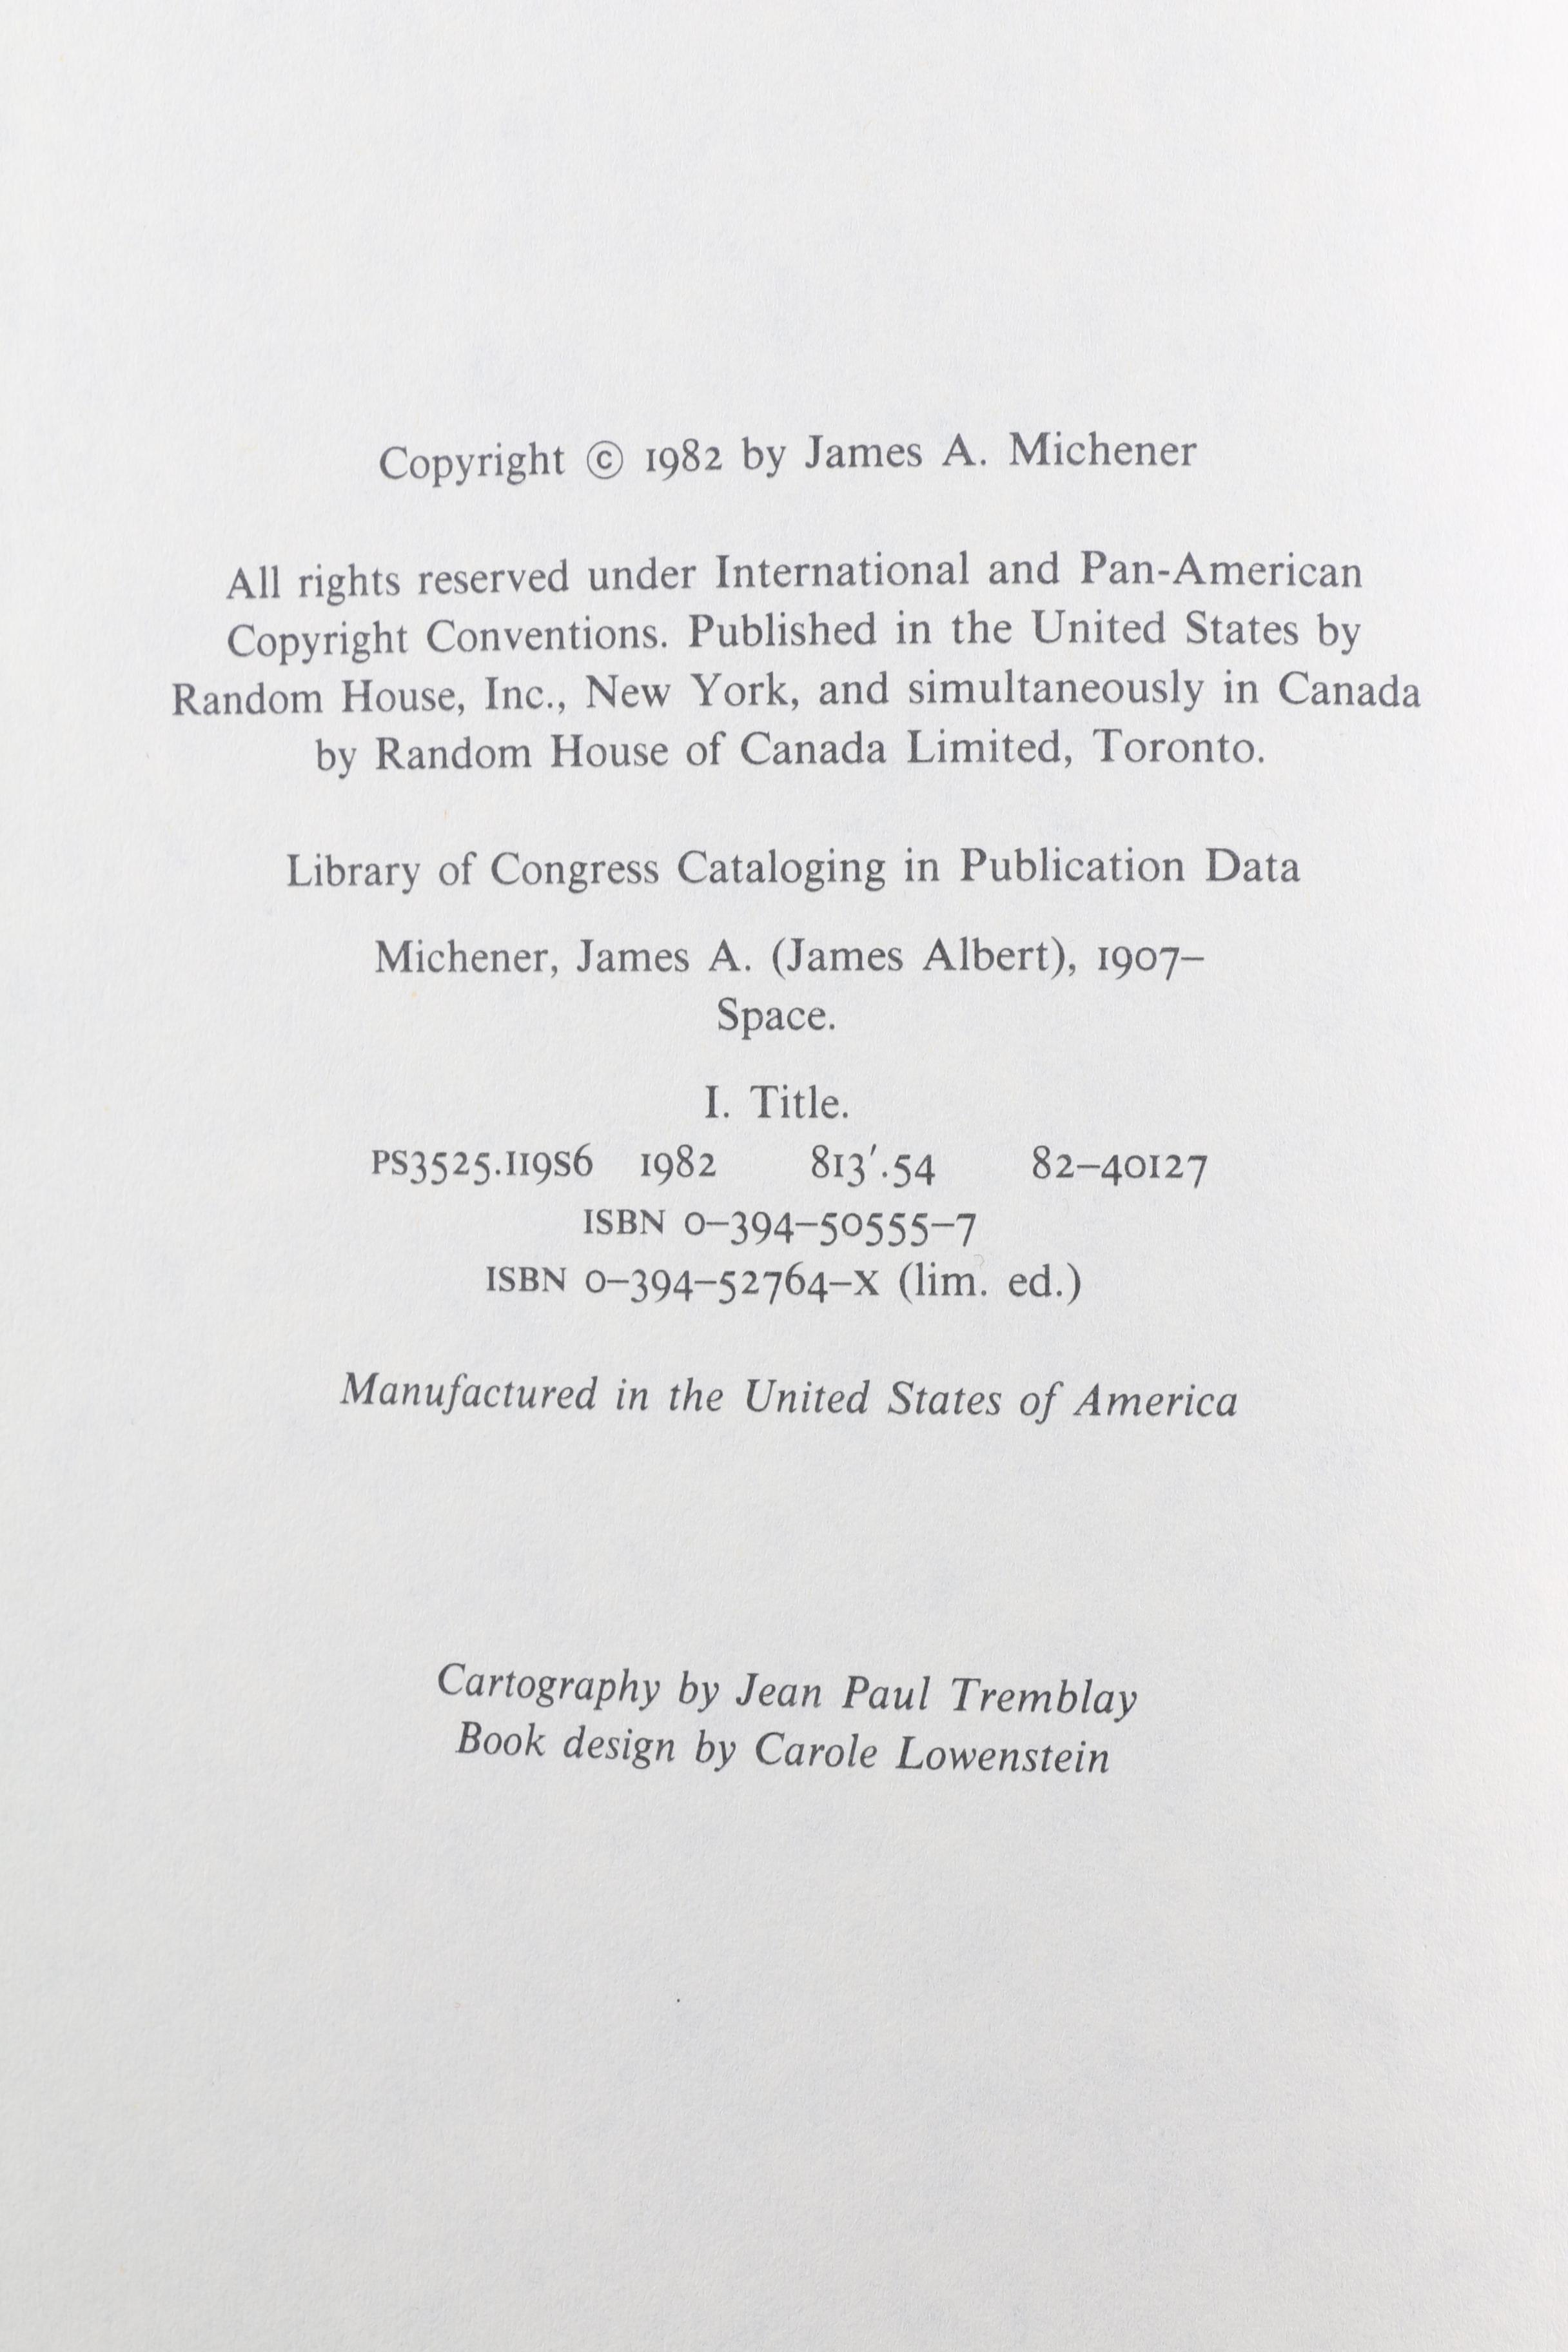 Copyright © 1982 by James A. Michener
All rights reserved under International and Pan-American
Copyright Conventions. Published in the United States by
Random House, Inc., New York, and simultaneously in Canada
by Random House of Canada Limited, Toronto.
Library of Congress Cataloging in Publication Data
Michener, James A. (James Albert), 1907–
Space.
I. Title.
PS3525.I19S6 1982 813′.54 82–40127
ISBN 0–394–50555–7
ISBN 0–394–52764–X (lim. ed.)
Manufactured in the United States of America
Cartography by Jean Paul Tremblay
Book design by Carole Lowenstein